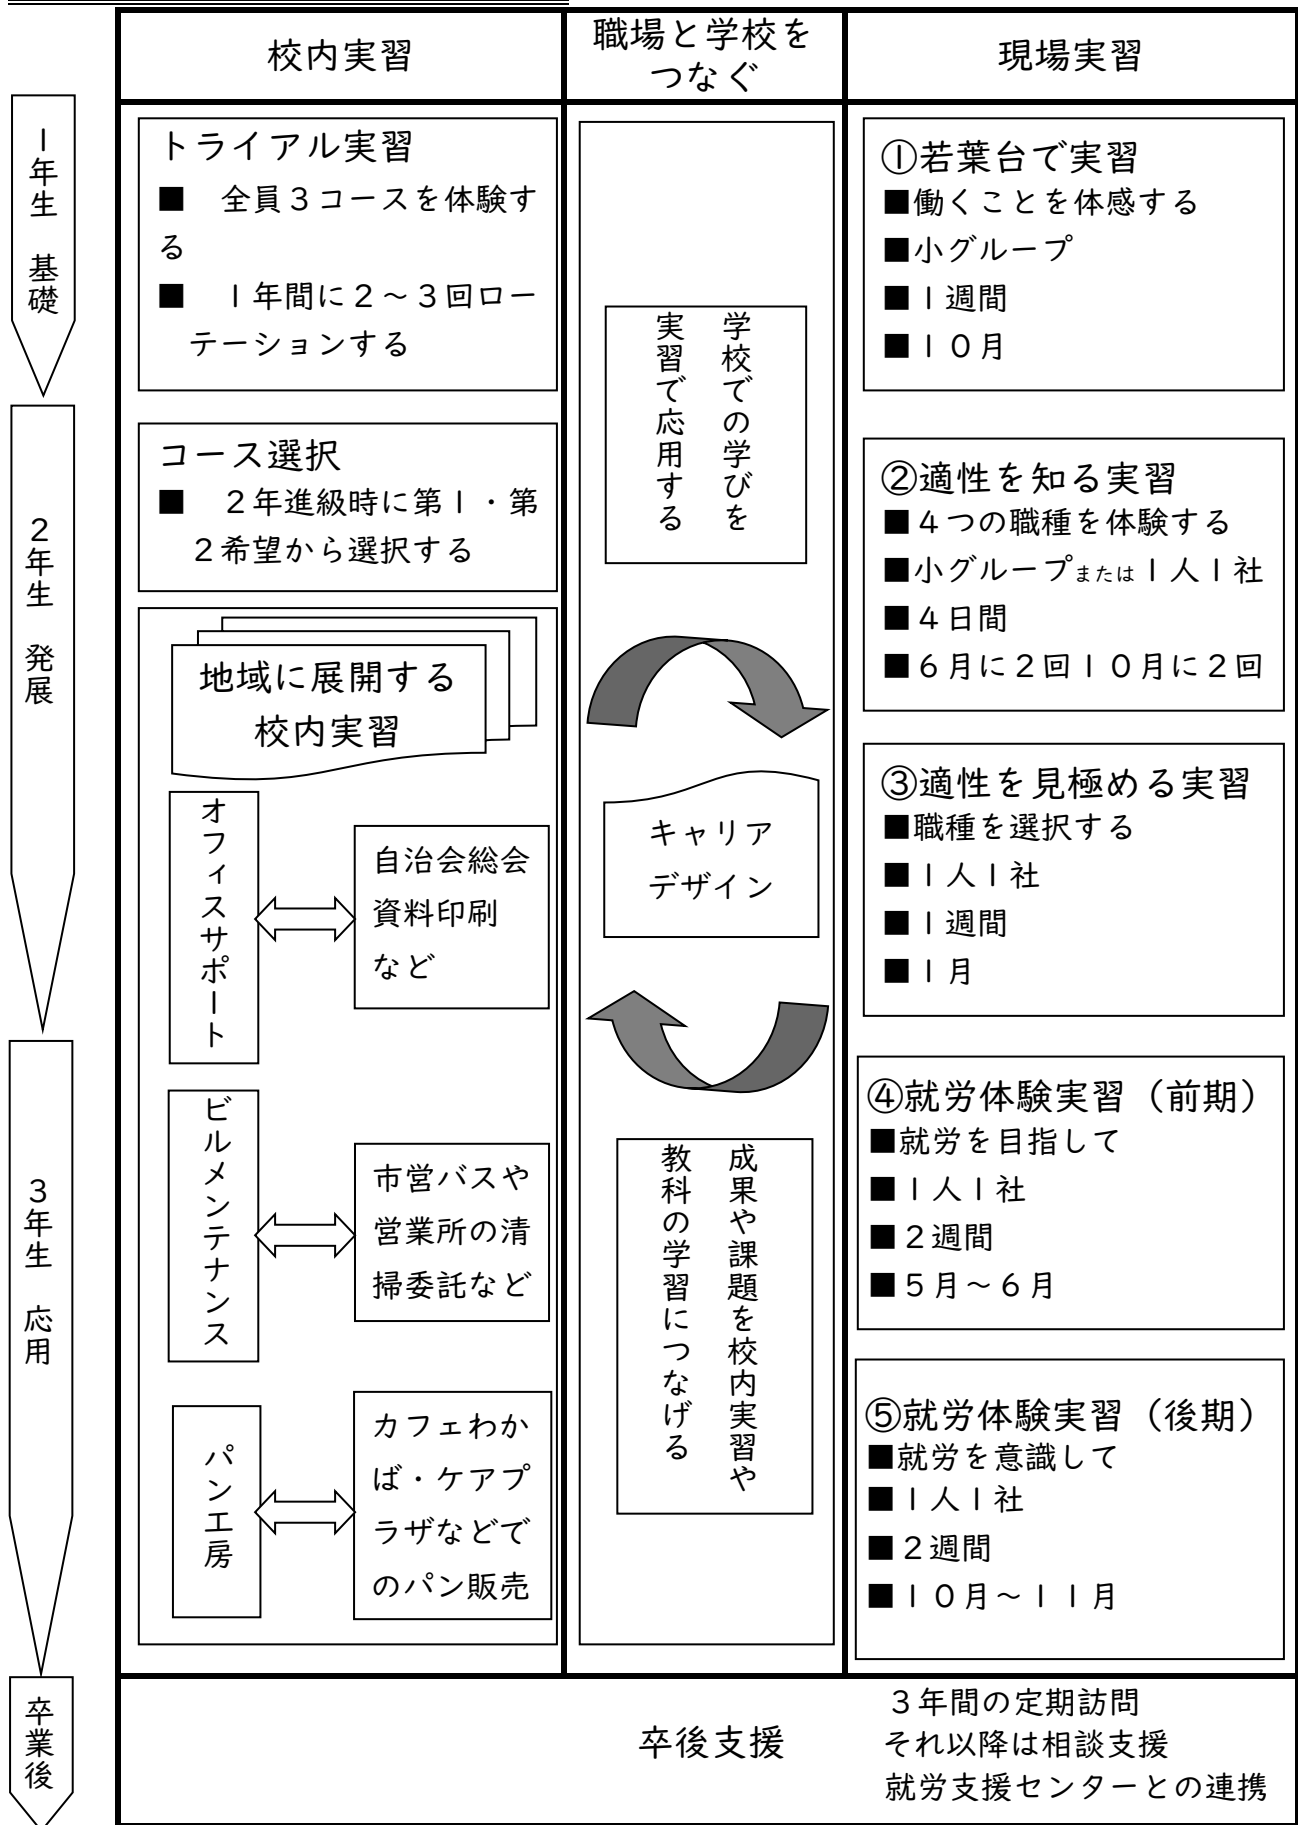 校内実習
職場と学校を
つなぐ
現場実習
1年生　基礎
2年生　発展
3年生　応用
卒業後
トライアル実習
■　全員3コースを体験す
る
■　1年間に2～3回ロー
テーションする
コース選択
■　2年進級時に第1・第
2希望から選択する
地域に展開する
校内実習
オフィスサポート
自治会総会
資料印刷
など
ビルメンテナンス
市営バスや
営業所の清
掃委託など
パン工房
カフェわか
ば・ケアプ
ラザなどで
のパン販売
学校での学びを
実習で応用する
キャリア
デザイン
成果や課題を校内実習や
教科の学習につなげる
①若葉台で実習
■働くことを体感する
■小グループ
■1週間
■10月
②適性を知る実習
■4つの職種を体験する
■小グループまたは1人1社
■4日間
■6月に2回10月に2回
③適性を見極める実習
■職種を選択する
■1人1社
■1週間
■1月
④就労体験実習（前期）
■就労を目指して
■1人1社
■2週間
■5月～6月
⑤就労体験実習（後期）
■就労を意識して
■1人1社
■2週間
■10月～11月
卒後支援
3年間の定期訪問
それ以降は相談支援
就労支援センターとの連携